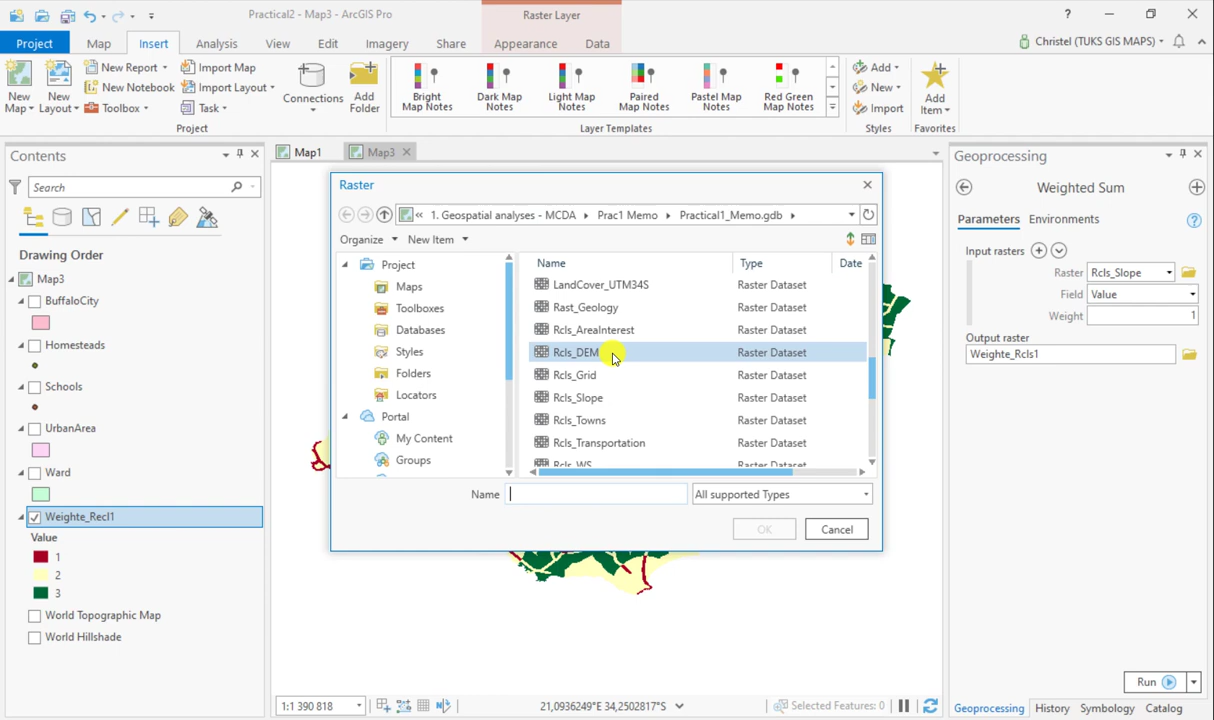 Practical2 - Map3 - ArcGIS Pro
Raster Layer
?
Project
Map
Insert
Analysis
View
Edit
Imagery
Share
Appearance
Data
Christel (TUKS GIS MAPS)
New Map
New Layout
New Report
New Notebook
Toolbox
Import Map
Import Layout
Task
Connections
Add Folder
Project
Bright Map Notes
Dark Map Notes
Light Map Notes
Paired Map Notes
Pastel Map Notes
Red Green Map Notes
Layer Templates
Add
New
Import
Styles
Add Item
Favorites
Contents
Search
Drawing Order
Map3
BuffaloCity
Homesteads
Schools
UrbanArea
Ward
Weighte_Recl1
Value
1
2
3
World Topographic Map
World Hillshade
Map1
Map3
Raster
« 1. Geospatial analyses - MCDA
Prac1 Memo
Practical1_Memo.gdb
Organize
New Item
Project
Maps
Toolboxes
Databases
Styles
Folders
Locators
Portal
My Content
Groups
Name
Type
Date
LandCover_UTM34S Raster Dataset
Rast_Geology Raster Dataset
Rcls_AreaInterest Raster Dataset
Rcls_DEM Raster Dataset
Rcls_Grid Raster Dataset
Rcls_Slope Raster Dataset
Rcls_Towns Raster Dataset
Rcls_Transportation Raster Dataset
Rcls_WS Raster Dataset
Name
All supported Types
OK
Cancel
1:1 390 818
21,0936249°E 34,2502817°S
Selected Features: 0
Geoprocessing
Weighted Sum
Parameters
Environments
?
Input rasters
Raster Rcls_Slope
Field Value
Weight 1
Output raster
Weighte_Rcls1
Run
Geoprocessing
History
Symbology
Catalog